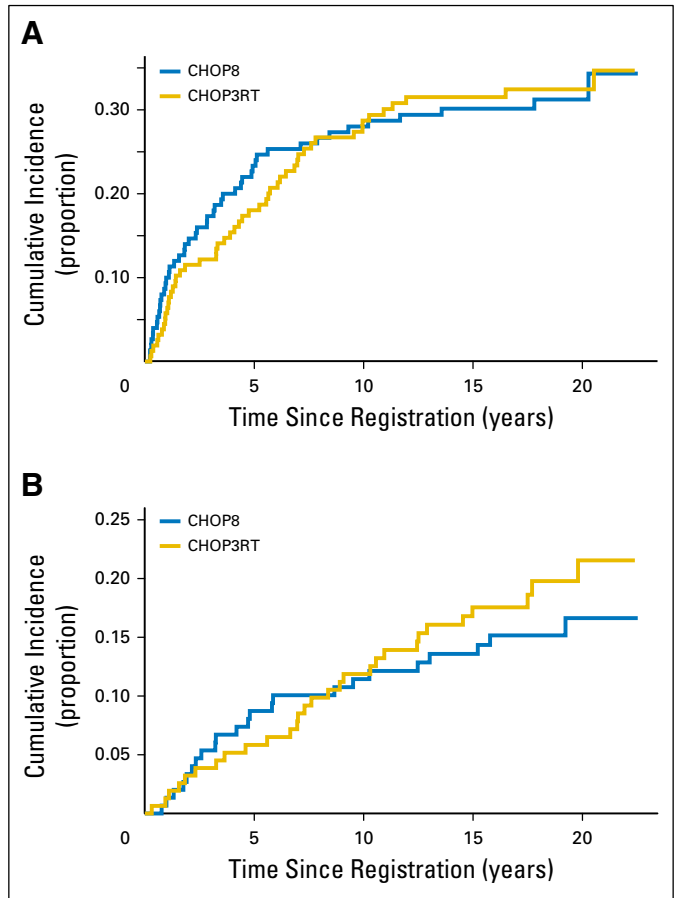 A
CHOP8
CHOP3RT
0.30
0.20
0.10
Cumulative Incidence
(proportion)
0 5 10 15 20
Time Since Registration (years)
B
CHOP8
CHOP3RT
0.25
0.20
0.15
0.10
0.05
Cumulative Incidence
(proportion)
0 5 10 15 20
Time Since Registration (years)